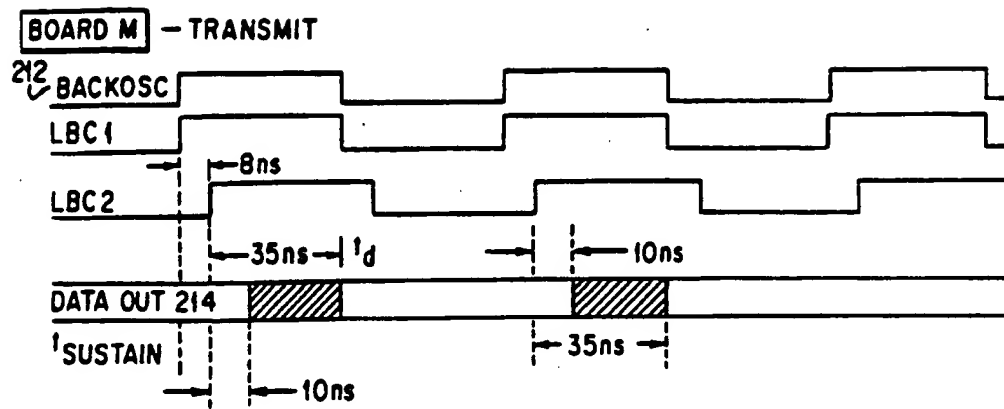 BOARD M - TRANSMIT
212 BACKOSC
LBC1
8ns
LBC2
35ns td 10ns
DATA OUT 214
tSUSTAIN
35ns
10ns